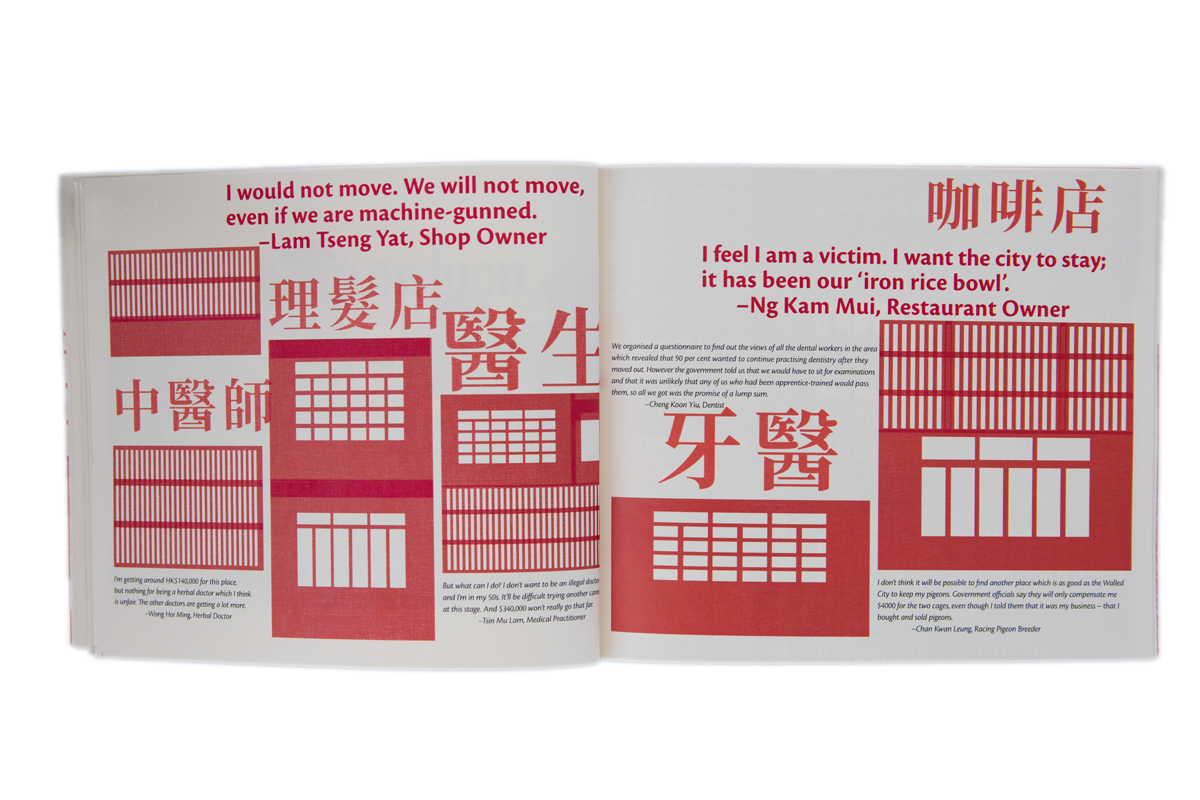 I would not move. We will not move,
even if we are machine-gunned.
–Lam Tseng Yat, Shop Owner
理髮店
醫生
中醫師
I'm getting around HK$140,000 for this place,
but nothing for being a herbal doctor which I think
is unfair. The other doctors are getting a lot more.
–Wong Hoi Ming, Herbal Doctor
But what can I do? I don't want to be an illegal doctor
and I'm in my 50s. It'll be difficult trying another
at this stage. And $340,000 won't really go that far.
–Tsin Mu Lam, Medical Practitioner
咖啡店
I feel I am a victim. I want the city to stay;
it has been our 'iron rice bowl'.
–Ng Kam Mui, Restaurant Owner
We organised a questionnaire to find out the views of all the dental workers in the area
which revealed that 90 per cent wanted to continue practising dentistry after they
moved out. However the government told us that we would have to sit for examinations
and that it was unlikely that any of us who had been apprentice-trained would pass
them, so all we got was the promise of a lump sum.
–Cheng Koon Yiu, Dentist
牙醫
I don't think it will be possible to find another place which is as good as the Walled
City to keep my pigeons. Government officials say they will only compensate me
$4000 for the two cages, even though I told them that it was my business – that I
bought and sold pigeons.
–Chan Kwan Leung, Racing Pigeon Breeder